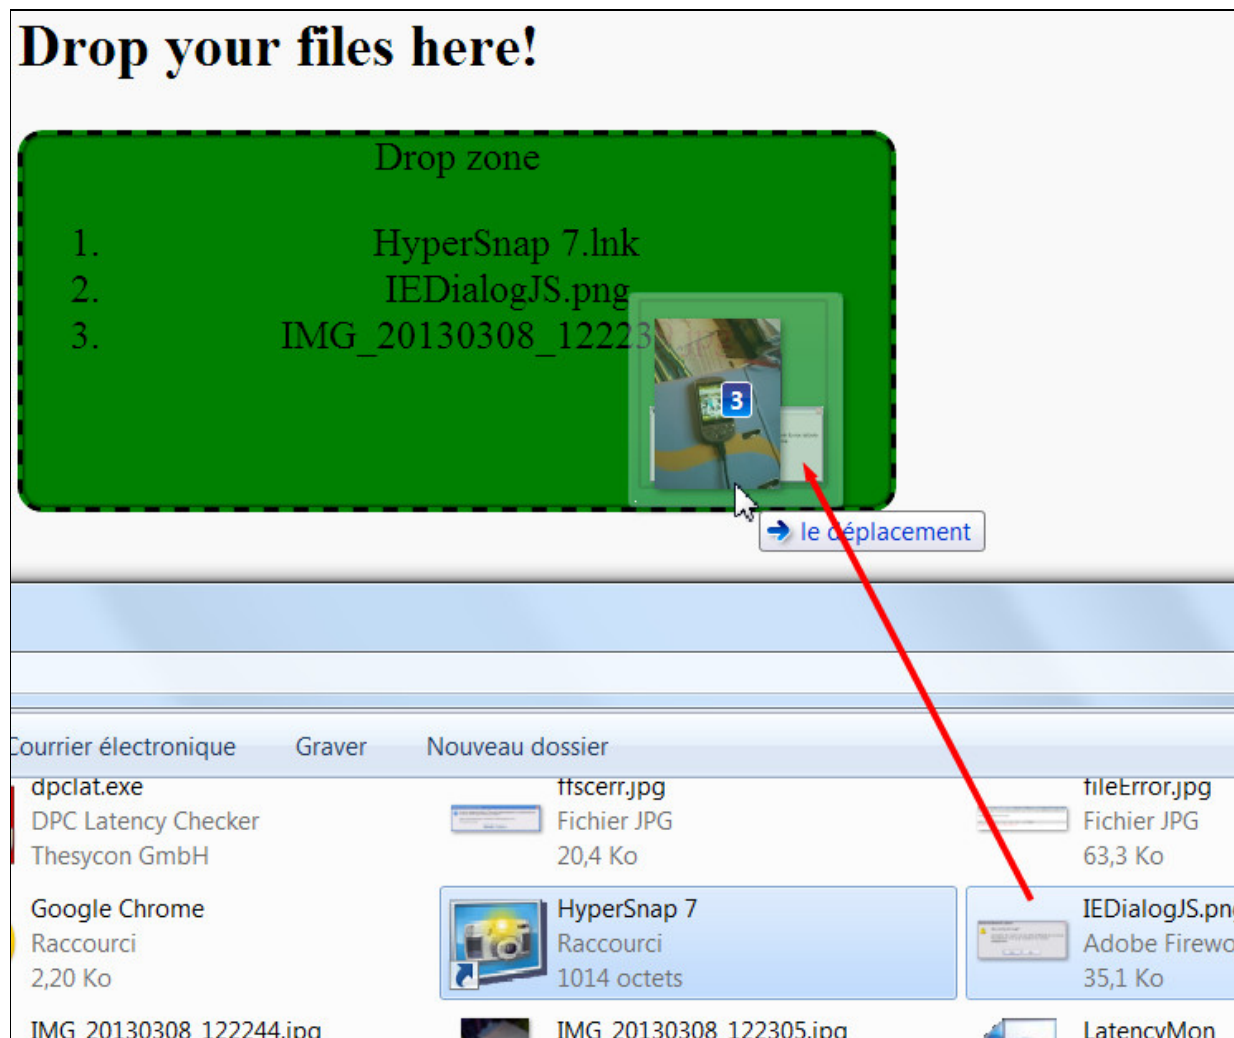 Drop your files here!
Drop zone
1. HyperSnap 7.lnk
2. IEDialogJS.png
3. IMG_20130308_12223
3
le déplacement
Courrier électronique Graver Nouveau dossier
dpclat.exe ffscerr.jpg fileError.jpg
DPC Latency Checker Fichier JPG Fichier JPG
Thesycon GmbH 20,4 Ko 63,3 Ko
Google Chrome HyperSnap 7 IEDialogJS.png
Raccourci Raccourci Adobe Firewo
2,20 Ko 1014 octets 35,1 Ko
IMG_20130308_122244.jpg IMG_20130308_122305.jpg LatencyMon